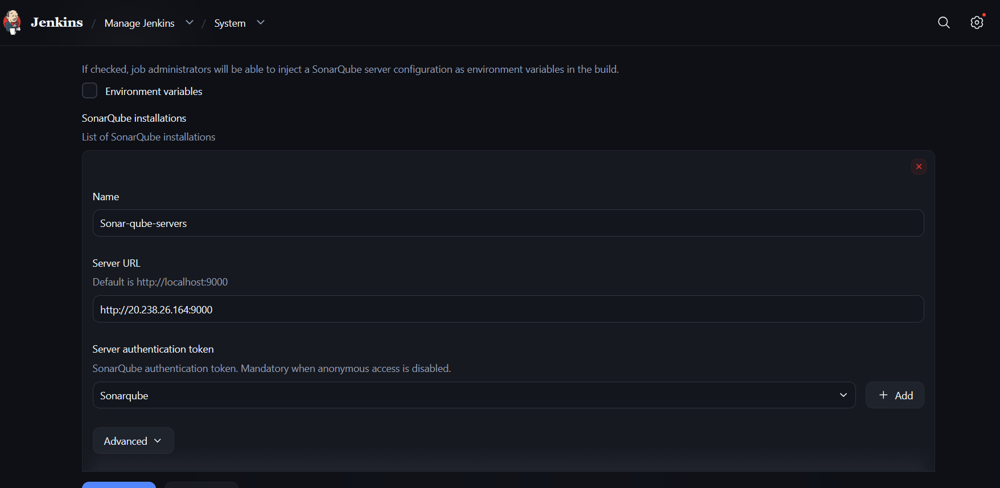 Jenkins / Manage Jenkins / System
If checked, job administrators will be able to inject a SonarQube server configuration as environment variables in the build.
Environment variables
SonarQube installations
List of SonarQube installations
Name
Sonar-qube-servers
Server URL
Default is http://localhost:9000
http://20.238.26.164:9000
Server authentication token
SonarQube authentication token. Mandatory when anonymous access is disabled.
Sonarqube
+ Add
Advanced